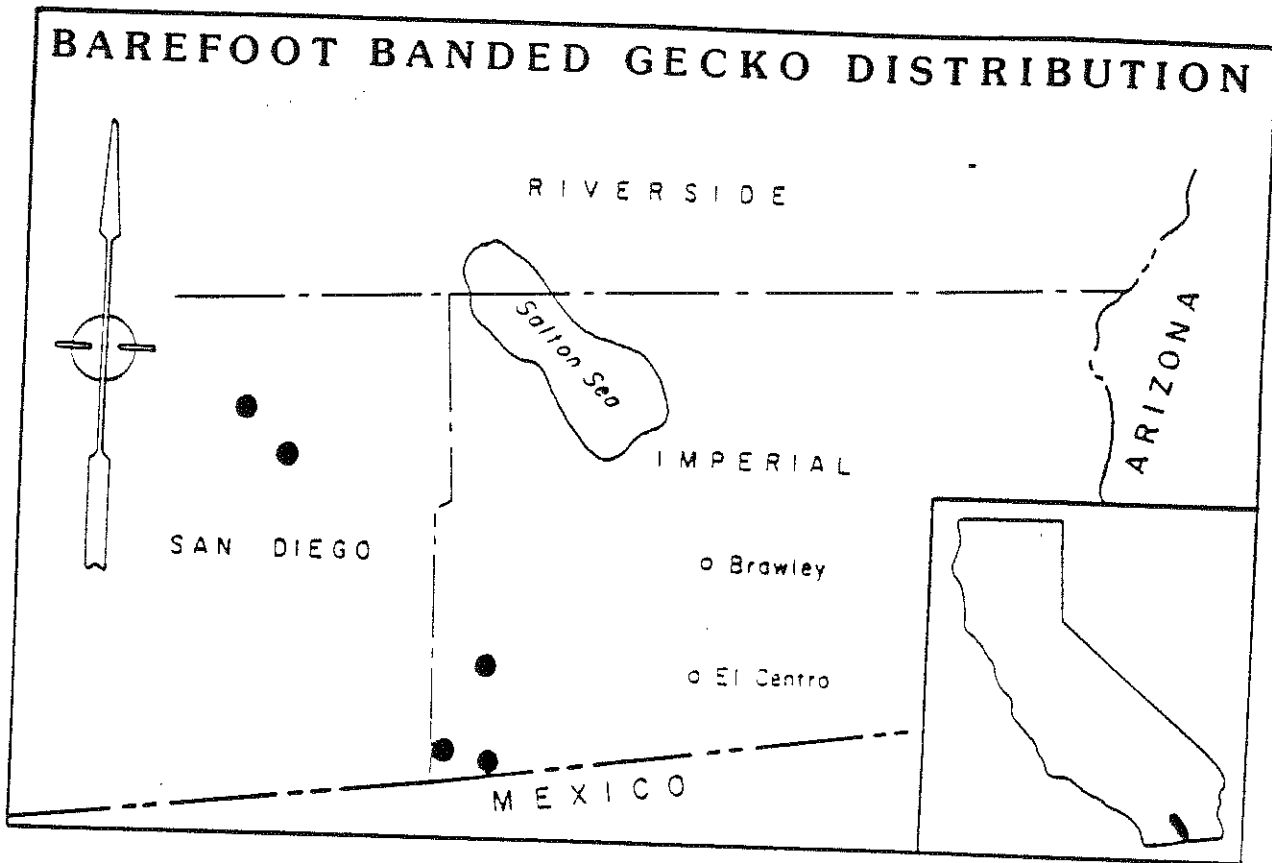 BAREFOOT BANDED GECKO DISTRIBUTION
RIVERSIDE
Salton Sea
ARIZONA
IMPERIAL
SAN DIEGO
Brawley
El Centro
MEXICO